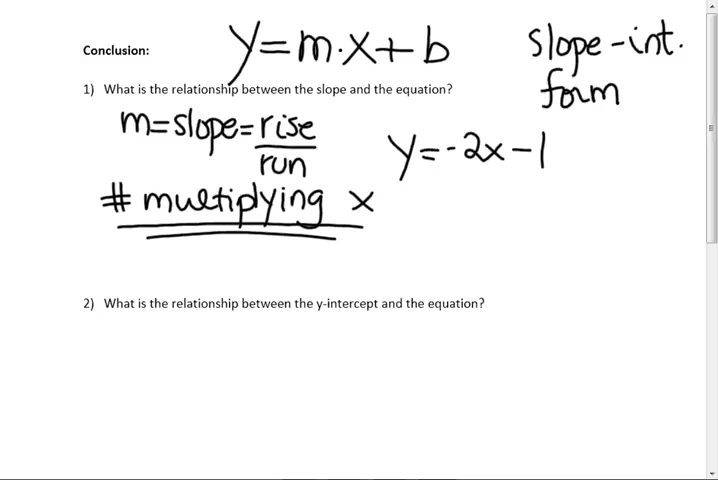 y=m·x+b
slope-int.
form
Conclusion:
1) What is the relationship between the slope and the equation?
m=slope=rise
run
y=-2x-1
# multiplying x
2) What is the relationship between the y-intercept and the equation?